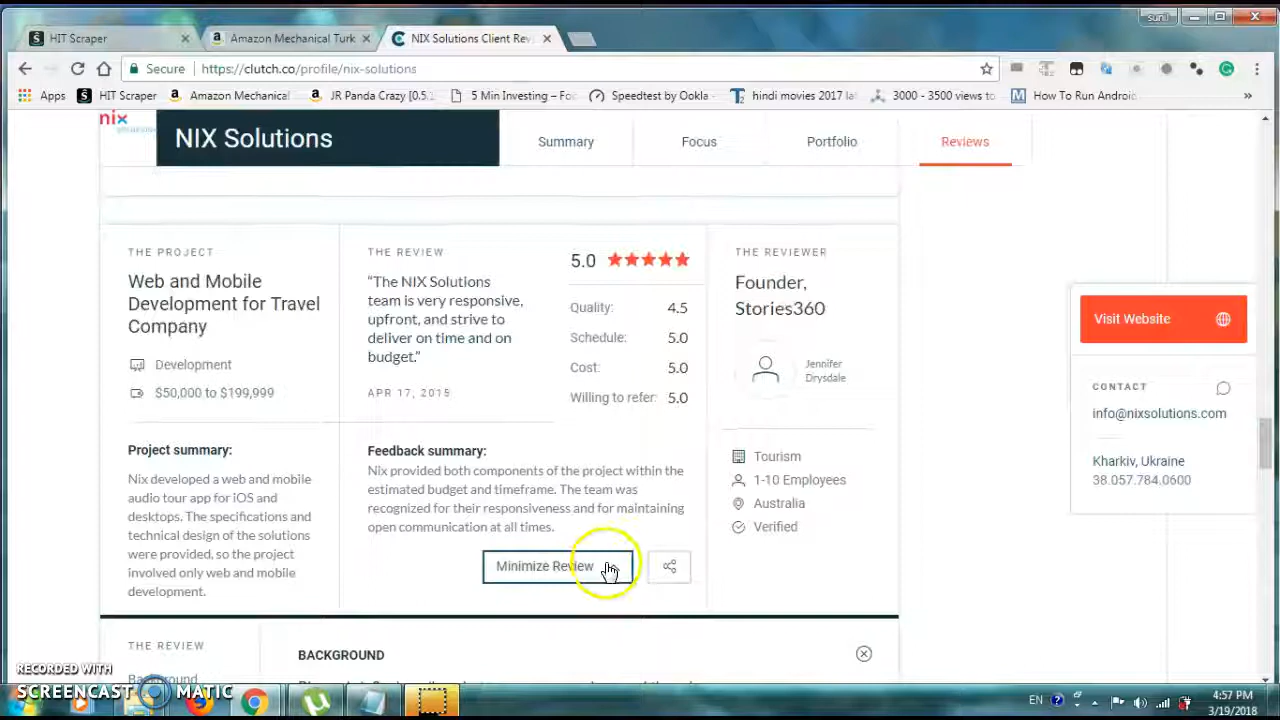 sunil
HIT Scraper
Amazon Mechanical Turk
NIX Solutions Client Rev
Secure
https://clutch.co/profile/nix-solutions
Apps
HIT Scraper
Amazon Mechanical
JR Panda Crazy [0.5.
5 Min Investing – Fo
Speedtest by Ookla -
hindi movies 2017 la
3000 - 3500 views to
How To Run Android
»
nix
NIX Solutions
Summary
Focus
Portfolio
Reviews
THE PROJECT
Web and Mobile
Development for Travel
Company
Development
$50,000 to $199,999
Project summary:
Nix developed a web and mobile
audio tour app for iOS and
desktops. The specifications and
technical design of the solutions
were provided, so the project
involved only web and mobile
development.
THE REVIEW
“The NIX Solutions
team is very responsive,
upfront, and strive to
deliver on time and on
budget.”
APR 17, 2015
5.0
Quality: 4.5
Schedule: 5.0
Cost: 5.0
Willing to refer: 5.0
Feedback summary:
Nix provided both components of the project within the
estimated budget and timeframe. The team was
recognized for their responsiveness and for maintaining
open communication at all times.
Minimize Review
THE REVIEWER
Founder,
Stories360
Jennifer
Drysdale
Tourism
1-10 Employees
Australia
Verified
Visit Website
CONTACT
info@nixsolutions.com
Kharkiv, Ukraine
38.057.784.0600
THE REVIEW
Background
BACKGROUND
RECORDED WITH
SCREENCAST MATIC
EN
4:57 PM
3/19/2018